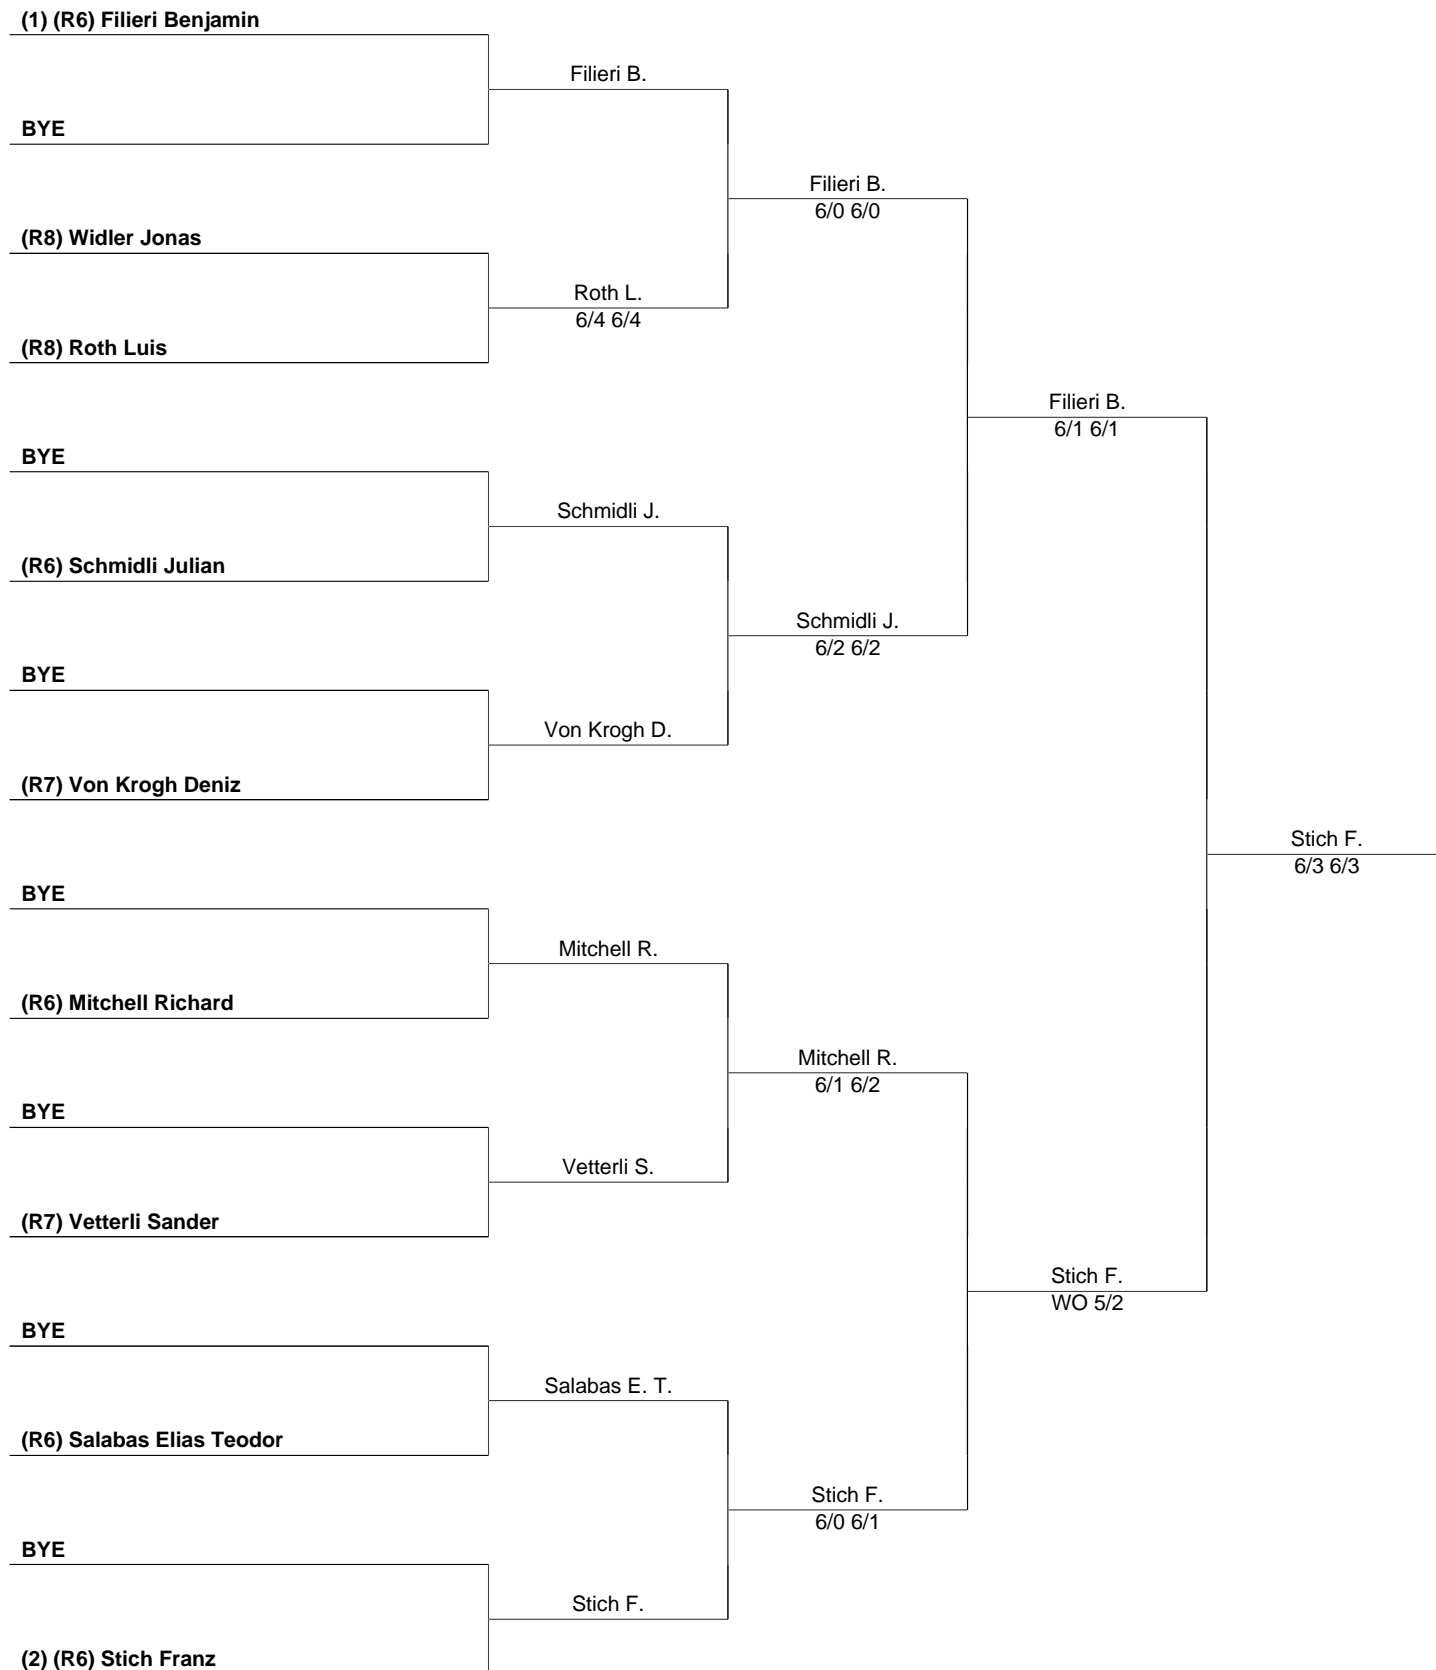 (1) (R6) Filieri Benjamin
Filieri B.
BYE
Filieri B.
6/0 6/0
(R8) Widler Jonas
Roth L.
6/4 6/4
(R8) Roth Luis
Filieri B.
6/1 6/1
BYE
Schmidli J.
(R6) Schmidli Julian
Schmidli J.
6/2 6/2
BYE
Von Krogh D.
(R7) Von Krogh Deniz
Stich F.
6/3 6/3
BYE
Mitchell R.
(R6) Mitchell Richard
Mitchell R.
6/1 6/2
BYE
Vetterli S.
(R7) Vetterli Sander
Stich F.
WO 5/2
BYE
Salabas E. T.
(R6) Salabas Elias Teodor
Stich F.
6/0 6/1
BYE
Stich F.
(2) (R6) Stich Franz